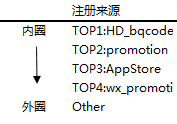 注册来源
内圈 TOP1:HD_bqcode
TOP2:promotion
TOP3:AppStore
TOP4:wx_promoti
外圈 Other